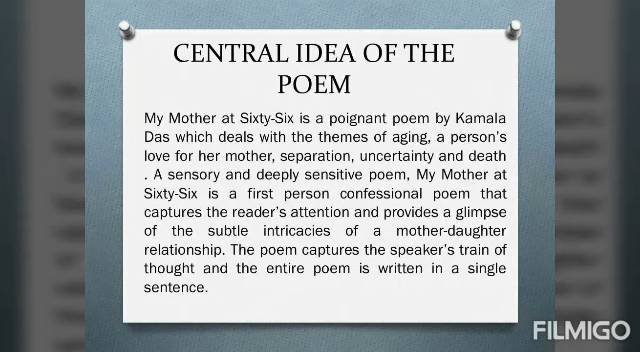 CENTRAL IDEA OF THE
POEM
My Mother at Sixty-Six is a poignant poem by Kamala
Das which deals with the themes of aging, a person's
love for her mother, separation, uncertainty and death
. A sensory and deeply sensitive poem, My Mother at
Sixty-Six is a first person confessional poem that
captures the reader's attention and provides a glimpse
of the subtle intricacies of a mother-daughter
relationship. The poem captures the speaker's train of
thought and the entire poem is written in a single
sentence.
FILMIGO